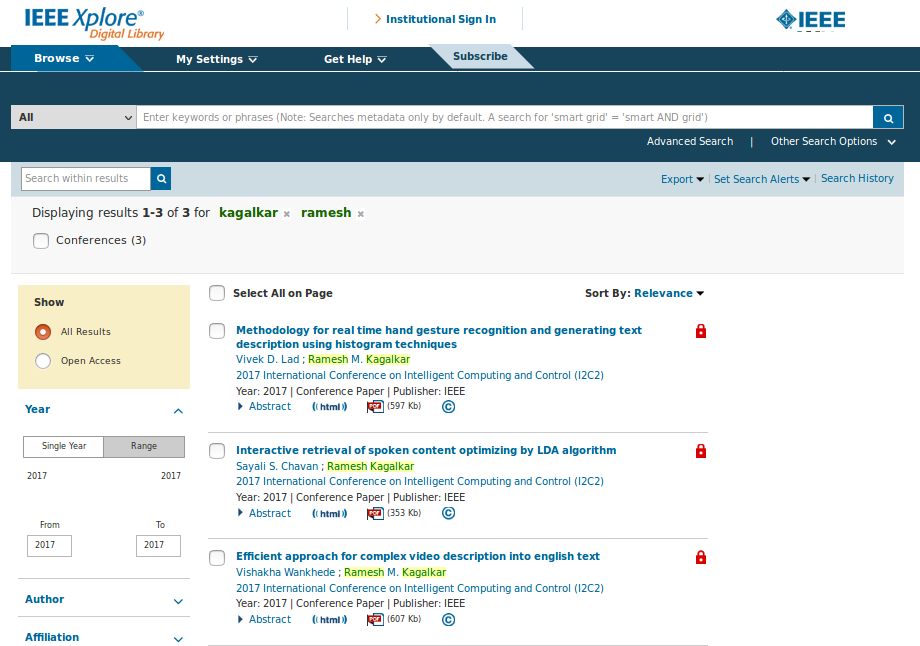 IEEE Xplore®
Digital Library
Institutional Sign In
IEEE
Browse My Settings Get Help Subscribe
All Enter keywords or phrases (Note: Searches metadata only by default. A search for 'smart grid' = 'smart AND grid')
Advanced Search | Other Search Options
Search within results Export | Set Search Alerts | Search History
Displaying results 1-3 of 3 for kagalkar × ramesh ×
Conferences (3)
Show
All Results
Open Access
Year
Single Year Range
2017 2017
From To
2017 2017
Author
Affiliation
Select All on Page Sort By: Relevance
Methodology for real time hand gesture recognition and generating text
description using histogram techniques
Vivek D. Lad ; Ramesh M. Kagalkar
2017 International Conference on Intelligent Computing and Control (I2C2)
Year: 2017 | Conference Paper | Publisher: IEEE
Abstract ((html)) PDF (597 Kb) ©
Interactive retrieval of spoken content optimizing by LDA algorithm
Sayali S. Chavan ; Ramesh Kagalkar
2017 International Conference on Intelligent Computing and Control (I2C2)
Year: 2017 | Conference Paper | Publisher: IEEE
Abstract ((html)) PDF (353 Kb) ©
Efficient approach for complex video description into english text
Vishakha Wankhede ; Ramesh M. Kagalkar
2017 International Conference on Intelligent Computing and Control (I2C2)
Year: 2017 | Conference Paper | Publisher: IEEE
Abstract ((html)) PDF (607 Kb) ©